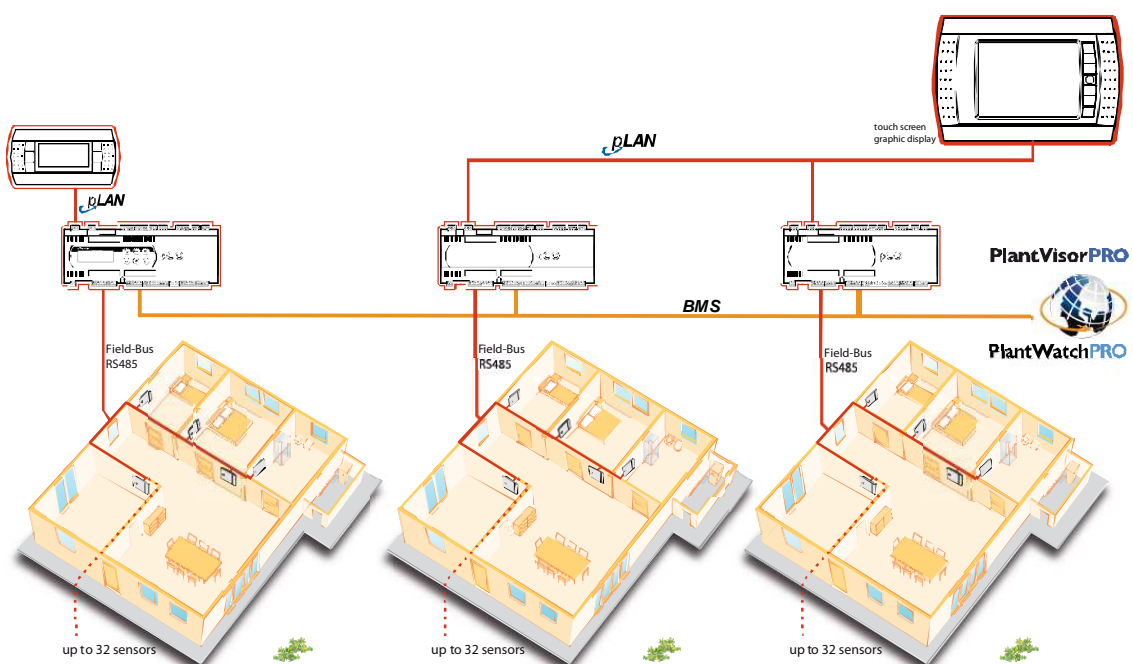 touch screen
graphic display
pLAN
pLAN
PlantVisorPRO
BMS
PlantWatchPRO
Field-Bus
RS485
Field-Bus
RS485
Field-Bus
RS485
up to 32 sensors
up to 32 sensors
up to 32 sensors